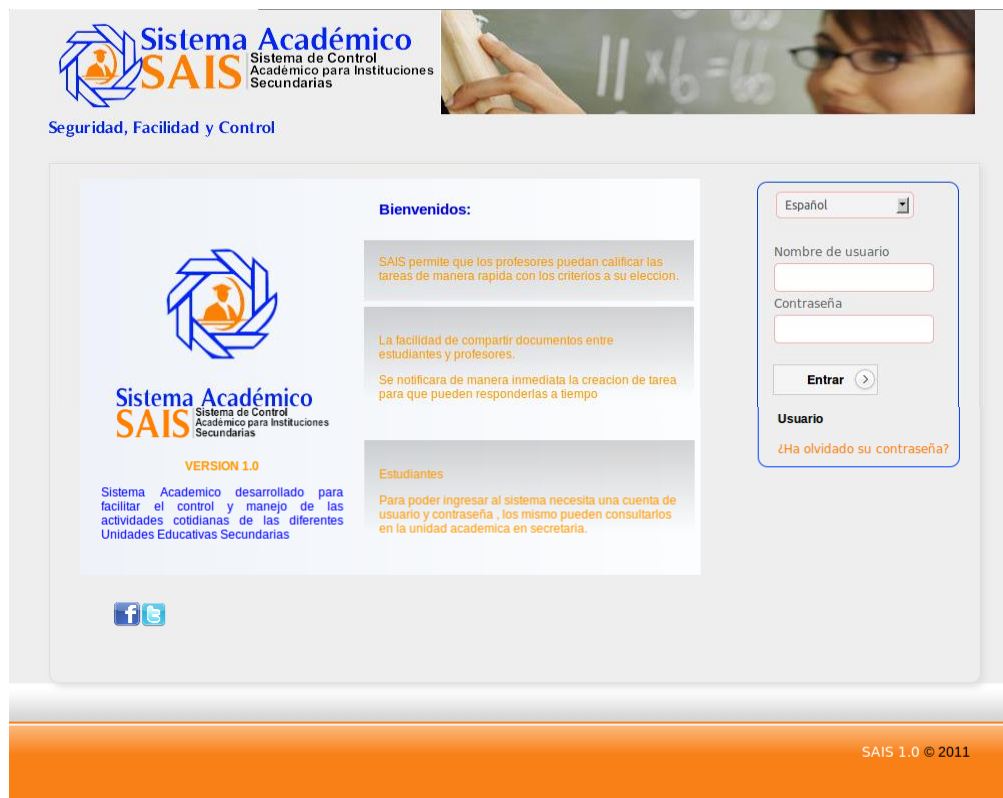 Sistema Académico
SAIS
Sistema de Control
Académico para Instituciones
Secundarias
11 x 6 = 66
Seguridad, Facilidad y Control
Bienvenidos:
SAIS permite que los profesores puedan calificar las
tareas de manera rapida con los criterios a su eleccion.
La facilidad de compartir documentos entre
estudiantes y profesores.
Se notificara de manera inmediata la creacion de tarea
para que pueden responderlas a tiempo
Estudiantes
Para poder ingresar al sistema necesita una cuenta de
usuario y contraseña , los mismo pueden consultarlos
en la unidad academica en secretaria.
Sistema Académico
SAIS
Sistema de Control
Académico para Instituciones
Secundarias
VERSION 1.0
Sistema Academico desarrollado para
facilitar el control y manejo de las
actividades cotidianas de las diferentes
Unidades Educativas Secundarias
Español
Nombre de usuario
Contraseña
Entrar
Usuario
¿Ha olvidado su contraseña?
SAIS 1.0 © 2011